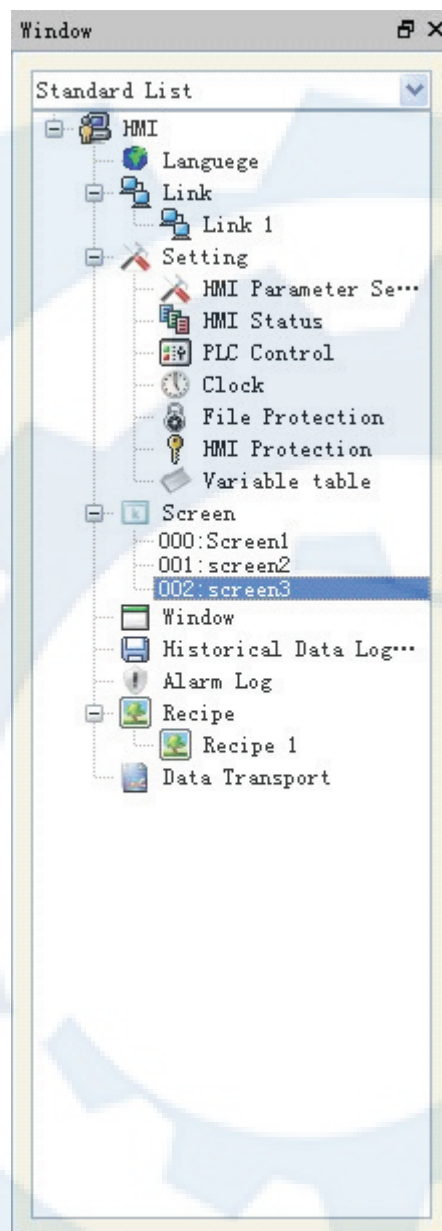 Window
Standard List
HMI
Languege
Link
Link 1
Setting
HMI Parameter Se...
HMI Status
PLC Control
Clock
File Protection
HMI Protection
Variable table
Screen
000:Screen1
001:screen2
002:screen3
Window
Historical Data Log...
Alarm Log
Recipe
Recipe 1
Data Transport